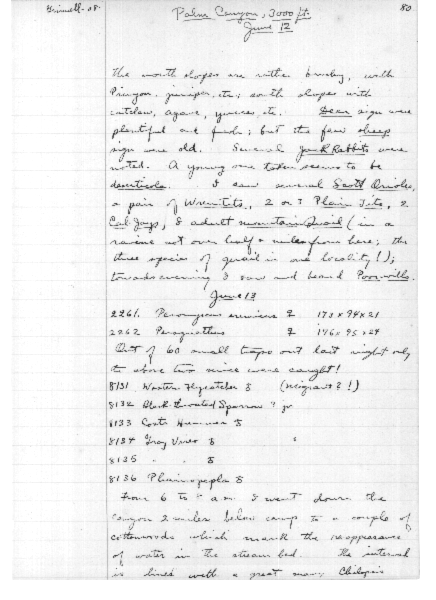 Grinnell-08.
Palm Canyon, 3000 ft.
80
June 12
the north slopes are rather brushy, with
Pinyon, juniper, etc; south slopes with
catclaw, agave, yuccas, etc. Deer sign were
plentiful and fresh; but the few sheep
sign were old. Several Jack Rabbits were
noted. A young one taken seems to be
deserticola. I saw several Scott Orioles,
a pair of Wrentits, 2 or 3 Plain Tits, 2
Cal. Jays, 1 adult mountain Quail (in a
ravine not over half a mile from here; the
three species of quail in one locality!);
towards evening I saw and heard Poorwills.
June 13
2261. Peromyscus eremicus ♀ 173 x 94 x 21
2262 Perognathus ♀ 176 x 95 x 24
Out of 60 small traps out last night only
the above two mice were caught!
8131 Western Flycatcher ♂ (migrant?!)
8132 Black-throated Sparrow ? jv
8133 Costa Hummer ♂
8134 Gray Vireo ♂
8135 " " ♂
8136 Phainopepla ♂
From 6 to a.m. I went down the
canyon 2 miles below camp to a couple of
cottonwoods which mark the reappearance
of water in the stream bed. The interval
is lined with a great many Chilopsis